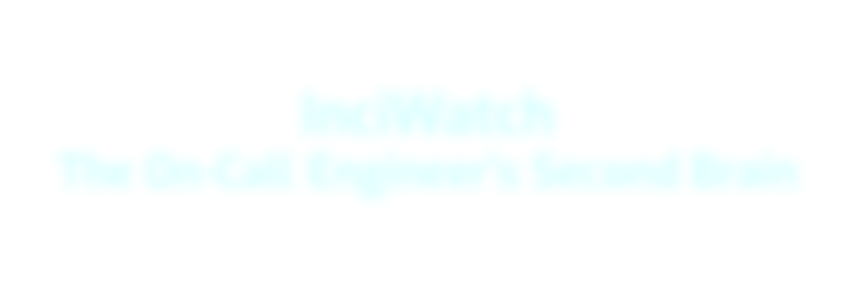 InciWatch
The On-Call Engineer's Second Brain